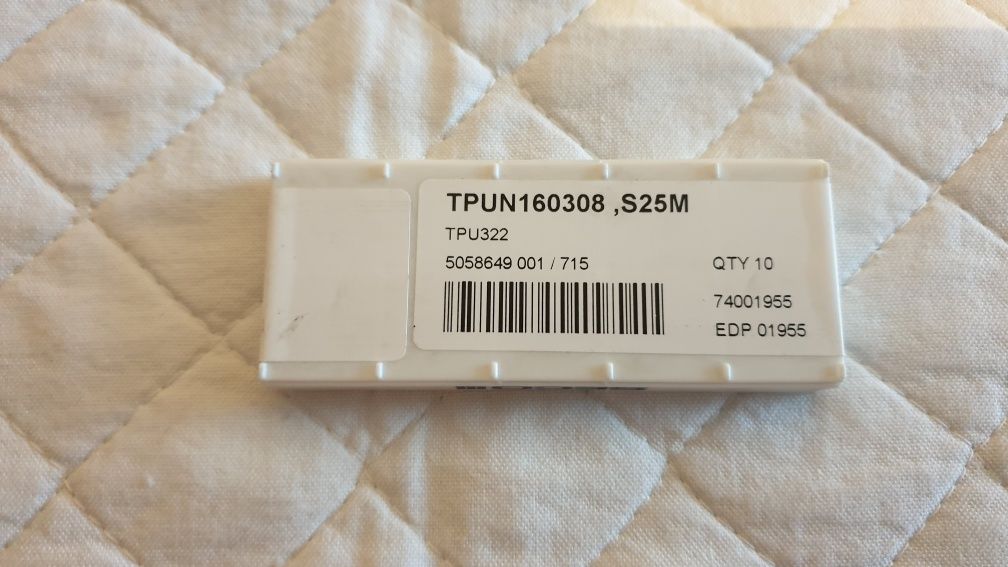 TPUN160308 ,S25M
TPU322
5058649 001 / 715
QTY 10
74001955
EDP 01955